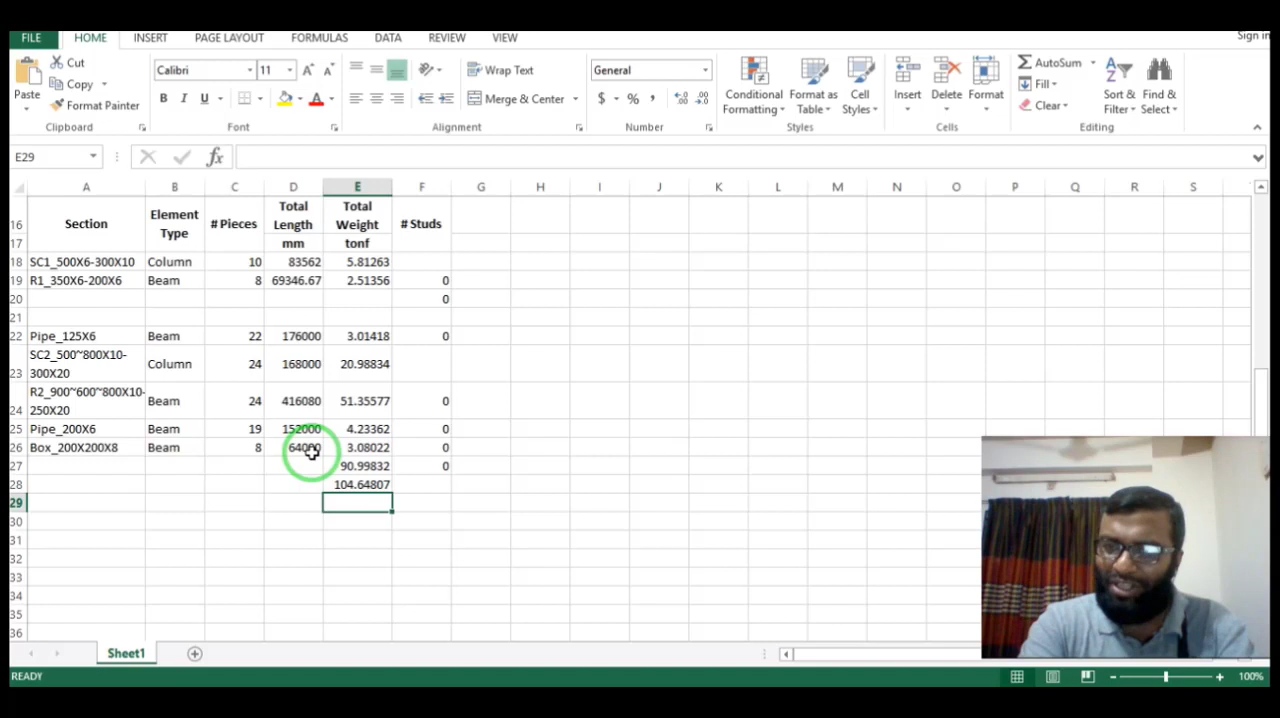 FILE HOME INSERT PAGE LAYOUT FORMULAS DATA REVIEW VIEW Sign in
Paste Cut Copy Format Painter
Calibri 11 A A
B I U A
Wrap Text
Merge & Center
General
$ % ,
Conditional Formatting Format as Table Cell Styles
Insert Delete Format
AutoSum Fill Clear
Sort & Filter Find & Select
Clipboard Font Alignment Number Styles Cells Editing
E29 fx
A B C D E F G H I J K L M N O P Q R S
16 Section Element Type # Pieces Total Length Total Weight # Studs
17 mm tonf
18 SC1_500X6-300X10 Column 10 83562 5.81263
19 R1_350X6-200X6 Beam 8 69346.67 2.51356 0
20 0
21
22 Pipe_125X6 Beam 22 176000 3.01418 0
23 SC2_500~800X10-300X20 Column 24 168000 20.98834
24 R2_900~600~800X10-250X20 Beam 24 416080 51.35577 0
25 Pipe_200X6 Beam 19 152000 4.23362 0
26 Box_200X200X8 Beam 8 64000 3.08022 0
27 90.99832 0
28 104.64807
29
30
31
32
33
34
35
36
Sheet1
READY 100%